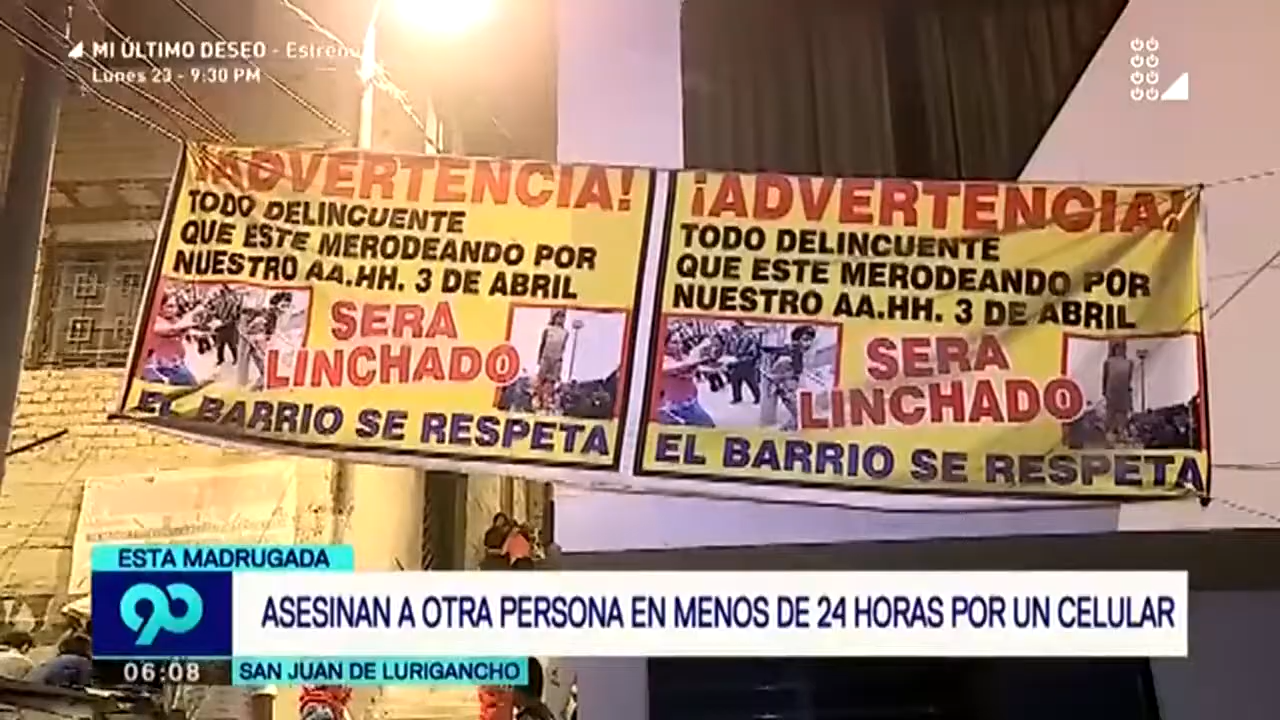 MI ÚLTIMO DESEO - Estreno
Lunes 23 - 9:30 PM
¡ADVERTENCIA!
TODO DELINCUENTE
QUE ESTE MERODEANDO POR
NUESTRO AA.HH. 3 DE ABRIL
SERA
LINCHADO
EL BARRIO SE RESPETA
¡ADVERTENCIA!
TODO DELINCUENTE
QUE ESTE MERODEANDO POR
NUESTRO AA.HH. 3 DE ABRIL
SERA
LINCHADO
EL BARRIO SE RESPETA
ESTA MADRUGADA
90
ASESINAN A OTRA PERSONA EN MENOS DE 24 HORAS POR UN CELULAR
06:08
SAN JUAN DE LURIGANCHO